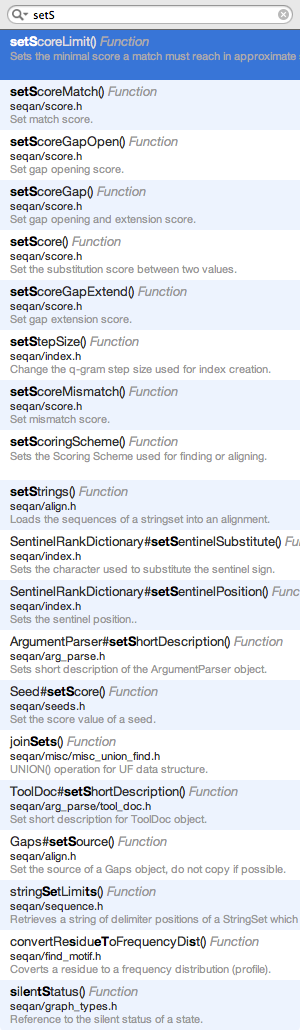 setS
setScoreLimit() Function
Sets the minimal score a match must reach in approximate
setScoreMatch() Function
seqan/score.h
Set match score.
setScoreGapOpen() Function
seqan/score.h
Set gap opening score.
setScoreGap() Function
seqan/score.h
Set gap opening and extension score.
setScore() Function
seqan/score.h
Set the substitution score between two values.
setScoreGapExtend() Function
seqan/score.h
Set gap extension score.
setStepSize() Function
seqan/index.h
Change the q-gram step size used for index creation.
setScoreMismatch() Function
seqan/score.h
Set mismatch score.
setScoringScheme() Function
Sets the Scoring Scheme used for finding or aligning.
setStrings() Function
seqan/align.h
Loads the sequences of a stringset into an alignment.
SentinelRankDictionary#setSentinelSubstitute() Fu
seqan/index.h
Sets the character used to substitute the sentinel sign.
SentinelRankDictionary#setSentinelPosition() Func
seqan/index.h
Sets the sentinel position..
ArgumentParser#setShortDescription() Function
seqan/arg_parse.h
Sets short description of the ArgumentParser object.
Seed#setScore() Function
seqan/seeds.h
Set the score value of a seed.
joinSets() Function
seqan/misc/misc_union_find.h
UNION() operation for UF data structure.
ToolDoc#setShortDescription() Function
seqan/arg_parse/tool_doc.h
Set short description for ToolDoc object.
Gaps#setSource() Function
seqan/align.h
Set the source of a Gaps object, do not copy if possible.
stringSetLimits() Function
seqan/sequence.h
Retrieves a string of delimiter positions of a StringSet which
convertResidueToFrequencyDist() Function
seqan/find_motif.h
Coverts a residue to a frequency distribution (profile).
silentStatus() Function
seqan/graph_types.h
Reference to the silent status of a state.